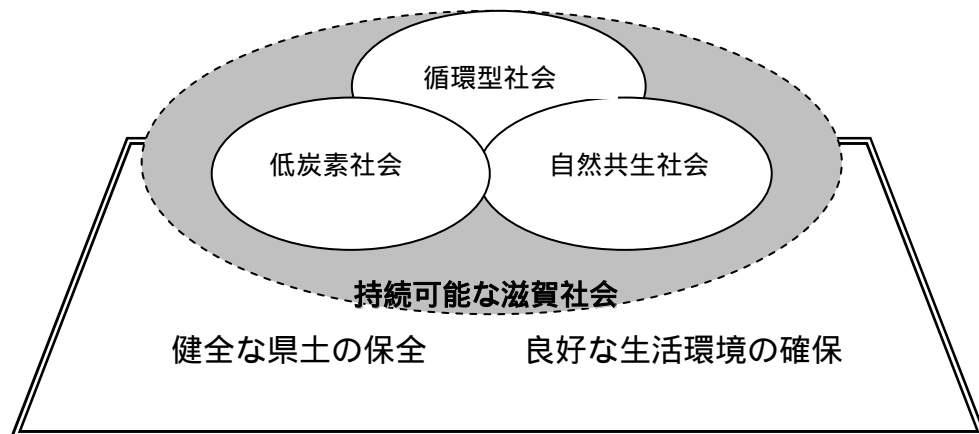 循環型社会
低炭素社会
自然共生社会
持続可能な滋賀社会
健全な県土の保全
良好な生活環境の確保